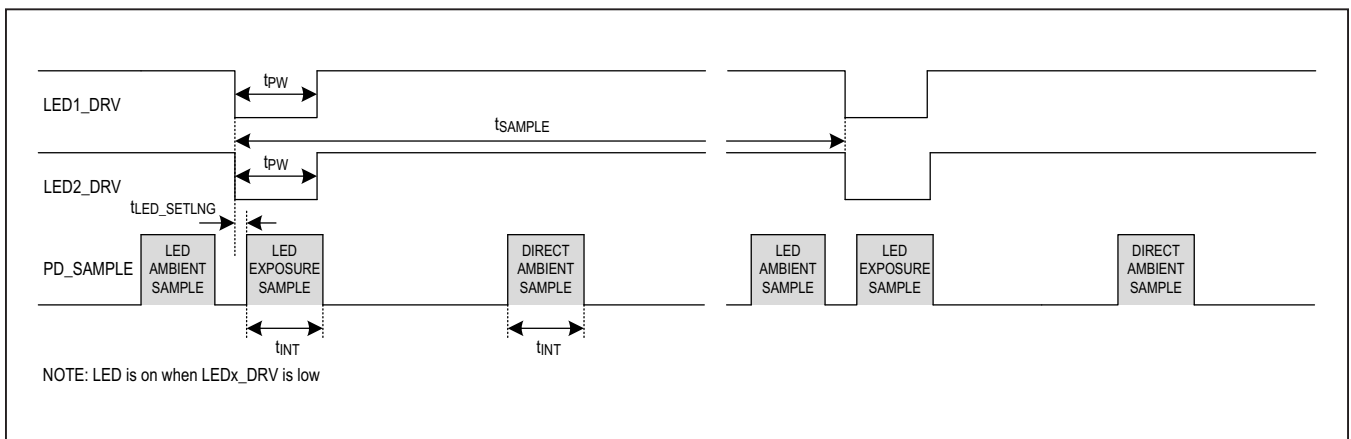 tPW
LED1_DRV
tSAMPLE
tPW
LED2_DRV
tLED_SETLNG
PD_SAMPLE
LED
AMBIENT
SAMPLE
LED
EXPOSURE
SAMPLE
DIRECT
AMBIENT
SAMPLE
LED
AMBIENT
SAMPLE
LED
EXPOSURE
SAMPLE
DIRECT
AMBIENT
SAMPLE
tINT
tINT
NOTE: LED is on when LEDx_DRV is low